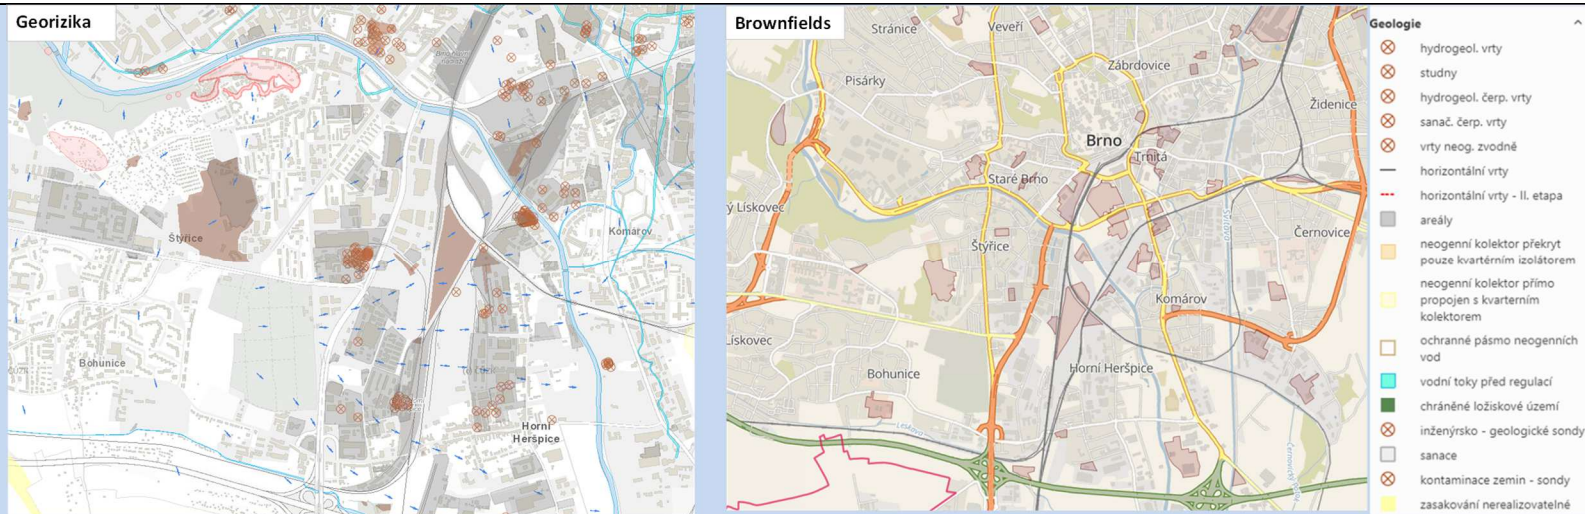 Georizika
Štýřice
Komárov
Bohunice
Horní
Heršpice
Brownfields
Stránice
Veveří
Zábrdovice
Pisárky
Židenice
Brno
Trnitá
Staré Brno
ý Lískovec
Černovice
Štýřice
Svitava
Komárov
Lískovec
Bohunice
Horní Heršpice
Leskava
Geologie
hydrogeol. vrty
studny
hydrogeol. čerp. vrty
sanač. čerp. vrty
vrty neog. zvodně
horizontální vrty
horizontální vrty - II. etapa
areály
neogenní kolektor překryt
pouze kvartérním izolátorem
neogenní kolektor přímo
propojen s kvarterním
kolektorem
ochranné pásmo neogenních
vod
vodní toky před regulací
chráněné ložiskové území
inženýrsko - geologické sondy
sanace
kontaminace zemin - sondy
zasakování nerealizovatelné